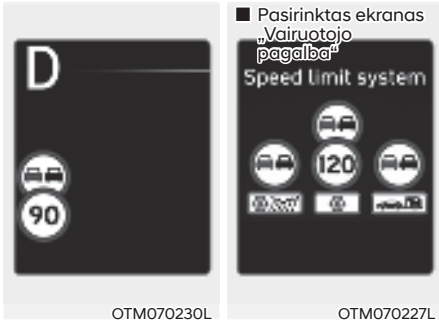 D
90
OTM070230L
■ Pasirinktas ekranas
„Vairuotojo
pagalba“
Speed limit system
120
OTM070227L